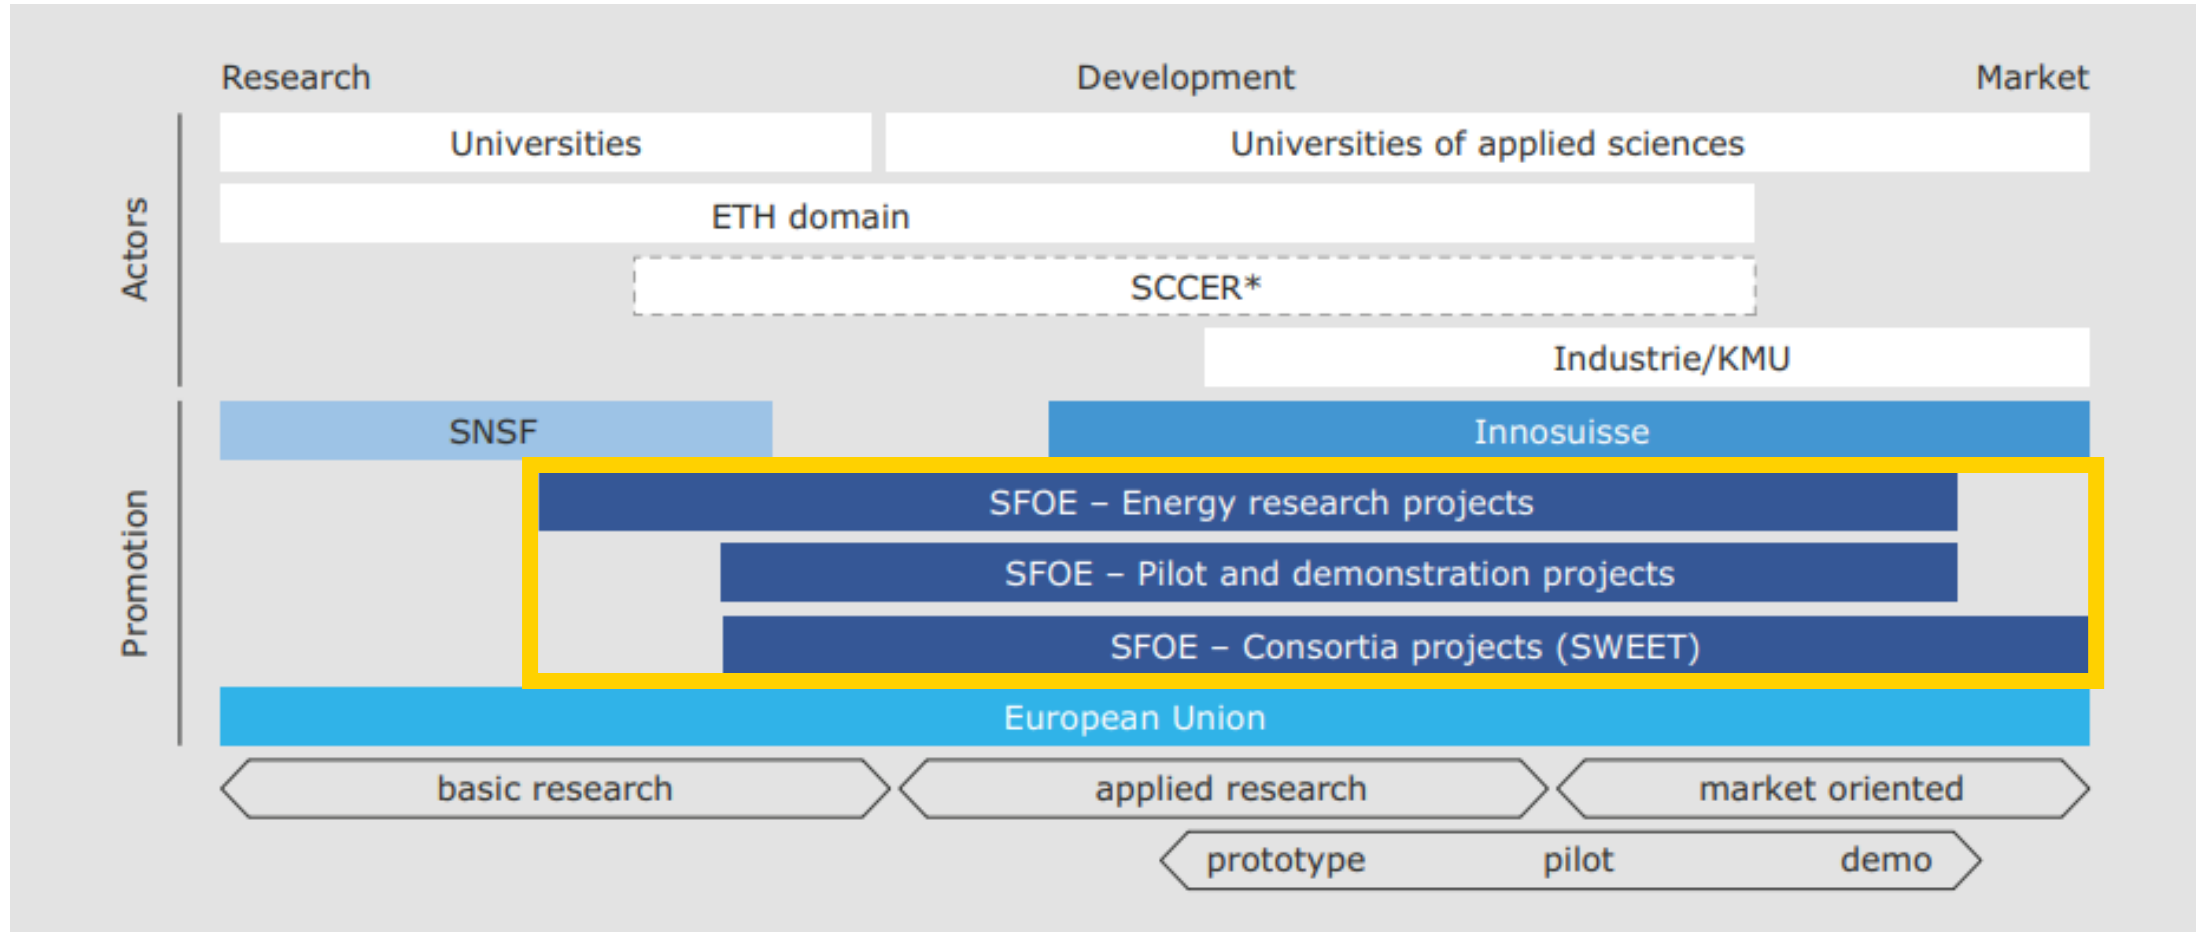 Research Development Market
Universities Universities of applied sciences
ETH domain
SCCER*
Industrie/KMU
Actors
SNSF Innosuisse
SFOE – Energy research projects
SFOE – Pilot and demonstration projects
SFOE – Consortia projects (SWEET)
European Union
Promotion
basic research applied research market oriented
prototype pilot demo